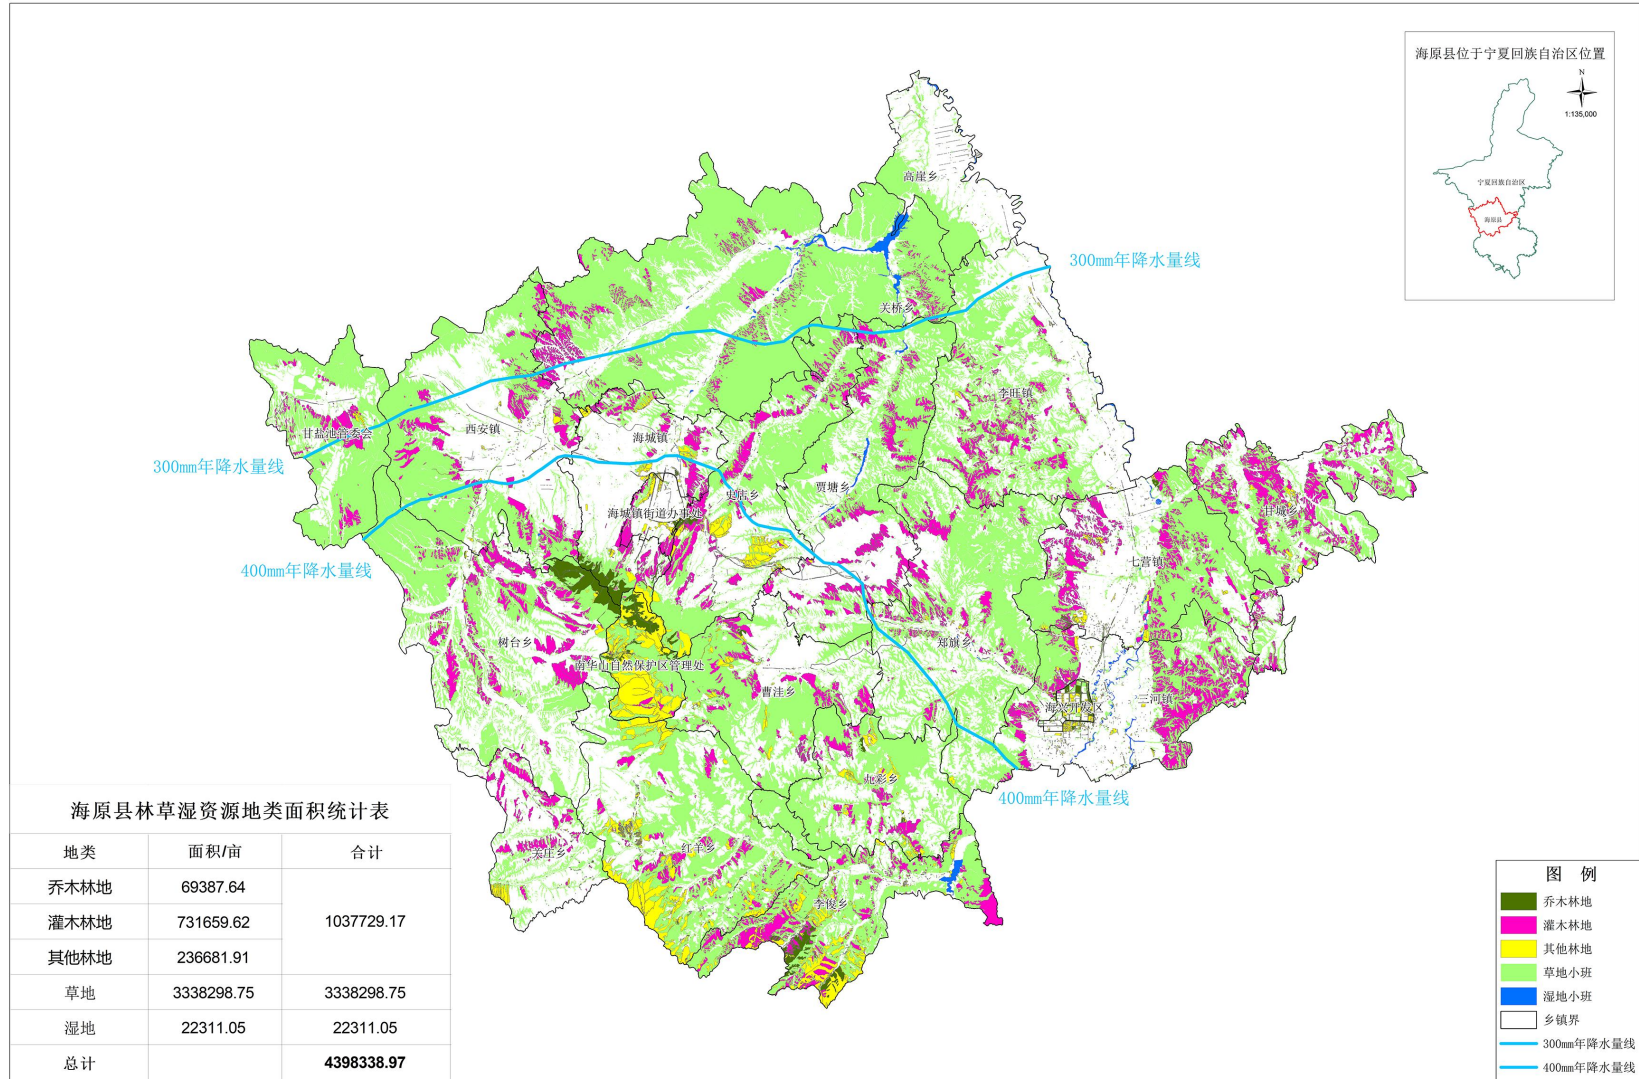 海原县位于宁夏回族自治区位置
N
1:135,000
宁夏回族自治区
海原县
高崖乡
300mm年降水量线
关桥乡
李旺镇
甘盐池管委会
西安镇
海城镇
300mm年降水量线
史店乡
贾塘乡
海城镇街道办事处
甘城乡
400mm年降水量线
七营镇
树台乡
郑旗乡
南华山自然保护区管理处
曹洼乡
海兴开发区
三河镇
九彩乡
400mm年降水量线
关庄乡
红羊乡
李俊乡
海原县林草湿资源地类面积统计表
地类 面积/亩 合计
乔木林地 69387.64
灌木林地 731659.62 1037729.17
其他林地 236681.91
草地 3338298.75 3338298.75
湿地 22311.05 22311.05
总计 4398338.97
图 例
乔木林地
灌木林地
其他林地
草地小班
湿地小班
乡镇界
300mm年降水量线
400mm年降水量线